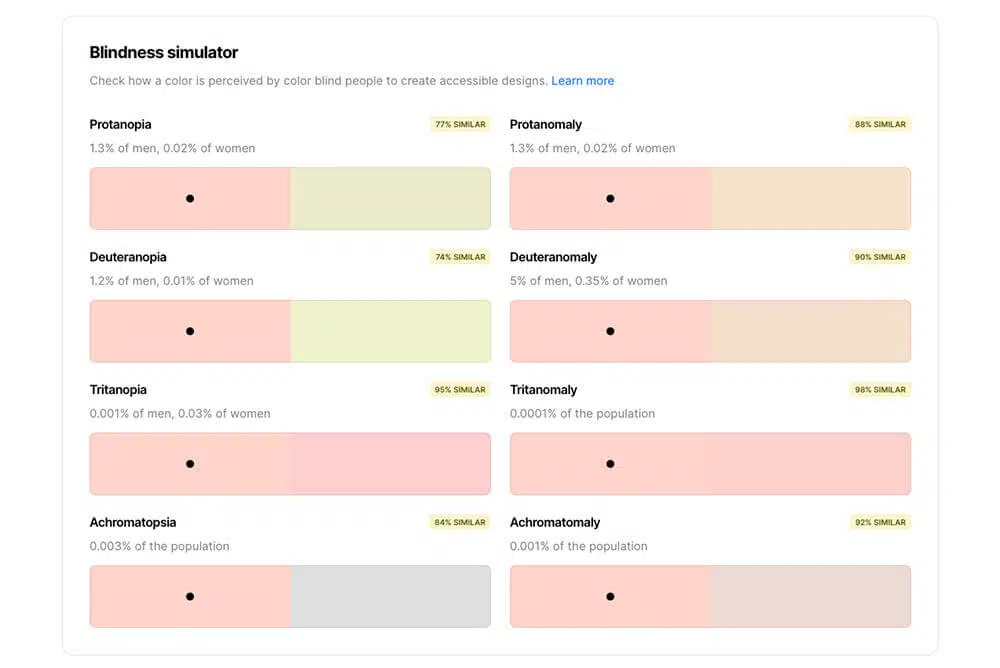 Blindness simulator
Check how a color is perceived by color blind people to create accessible designs. Learn more
Protanopia 77% SIMILAR
1.3% of men, 0.02% of women
Protanomaly 88% SIMILAR
1.3% of men, 0.02% of women
Deuteranopia 74% SIMILAR
1.2% of men, 0.01% of women
Deuteranomaly 90% SIMILAR
5% of men, 0.35% of women
Tritanopia 95% SIMILAR
0.001% of men, 0.03% of women
Tritanomaly 98% SIMILAR
0.0001% of the population
Achromatopsia 84% SIMILAR
0.003% of the population
Achromatomaly 92% SIMILAR
0.001% of the population